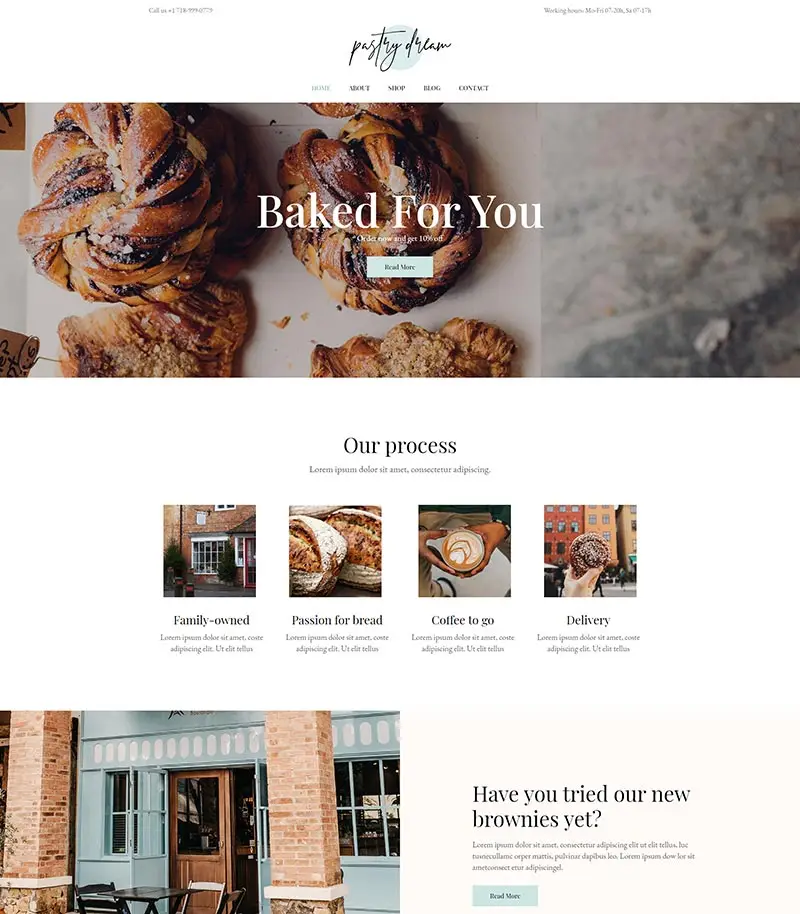 Call us +1 718-999-0779
Working hours: Mo-Fri 07-20h, Sa 07-17h
pastry dream
HOME ABOUT SHOP BLOG CONTACT
Baked For You
Order now and get 10% off
Read More
Our process
Lorem ipsum dolor sit amet, consectetur adipiscing.
Family-owned
Lorem ipsum dolor sit amet, coste
adipiscing elit. Ut elit tellus
Passion for bread
Lorem ipsum dolor sit amet, coste
adipiscing elit. Ut elit tellus
Coffee to go
Lorem ipsum dolor sit amet, coste
adipiscing elit. Ut elit tellus
Delivery
Lorem ipsum dolor sit amet, coste
adipiscing elit. Ut elit tellus
Have you tried our new
brownies yet?
Lorem ipsum dolor sit amet, consectetur adipiscing elit ut elit tellus, luc
tusnecullamc orper mattis, pulvinar dapibus leo. Lorem ipsum dow lor sit
ametconsect etur adipiscingel.
Read More